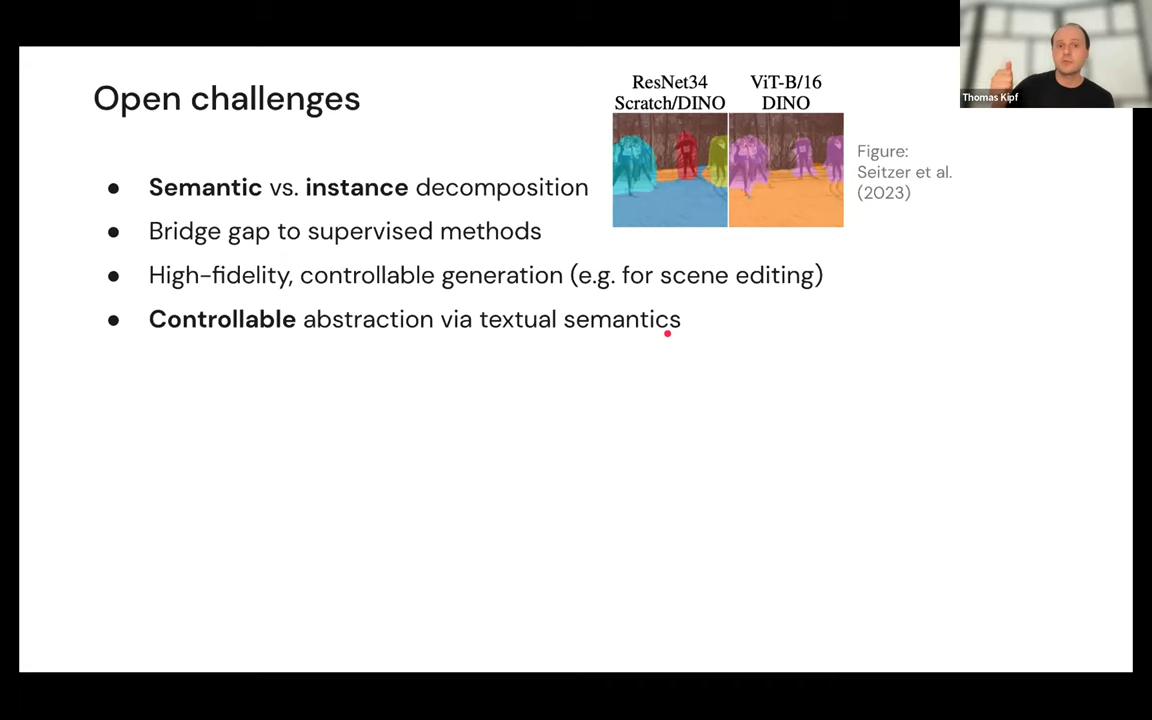 Open challenges
ResNet34 ViT-B/16
Scratch/DINO DINO
Figure:
Seitzer et al.
(2023)
● Semantic vs. instance decomposition
● Bridge gap to supervised methods
● High-fidelity, controllable generation (e.g. for scene editing)
● Controllable abstraction via textual semantics
Thomas Kipf